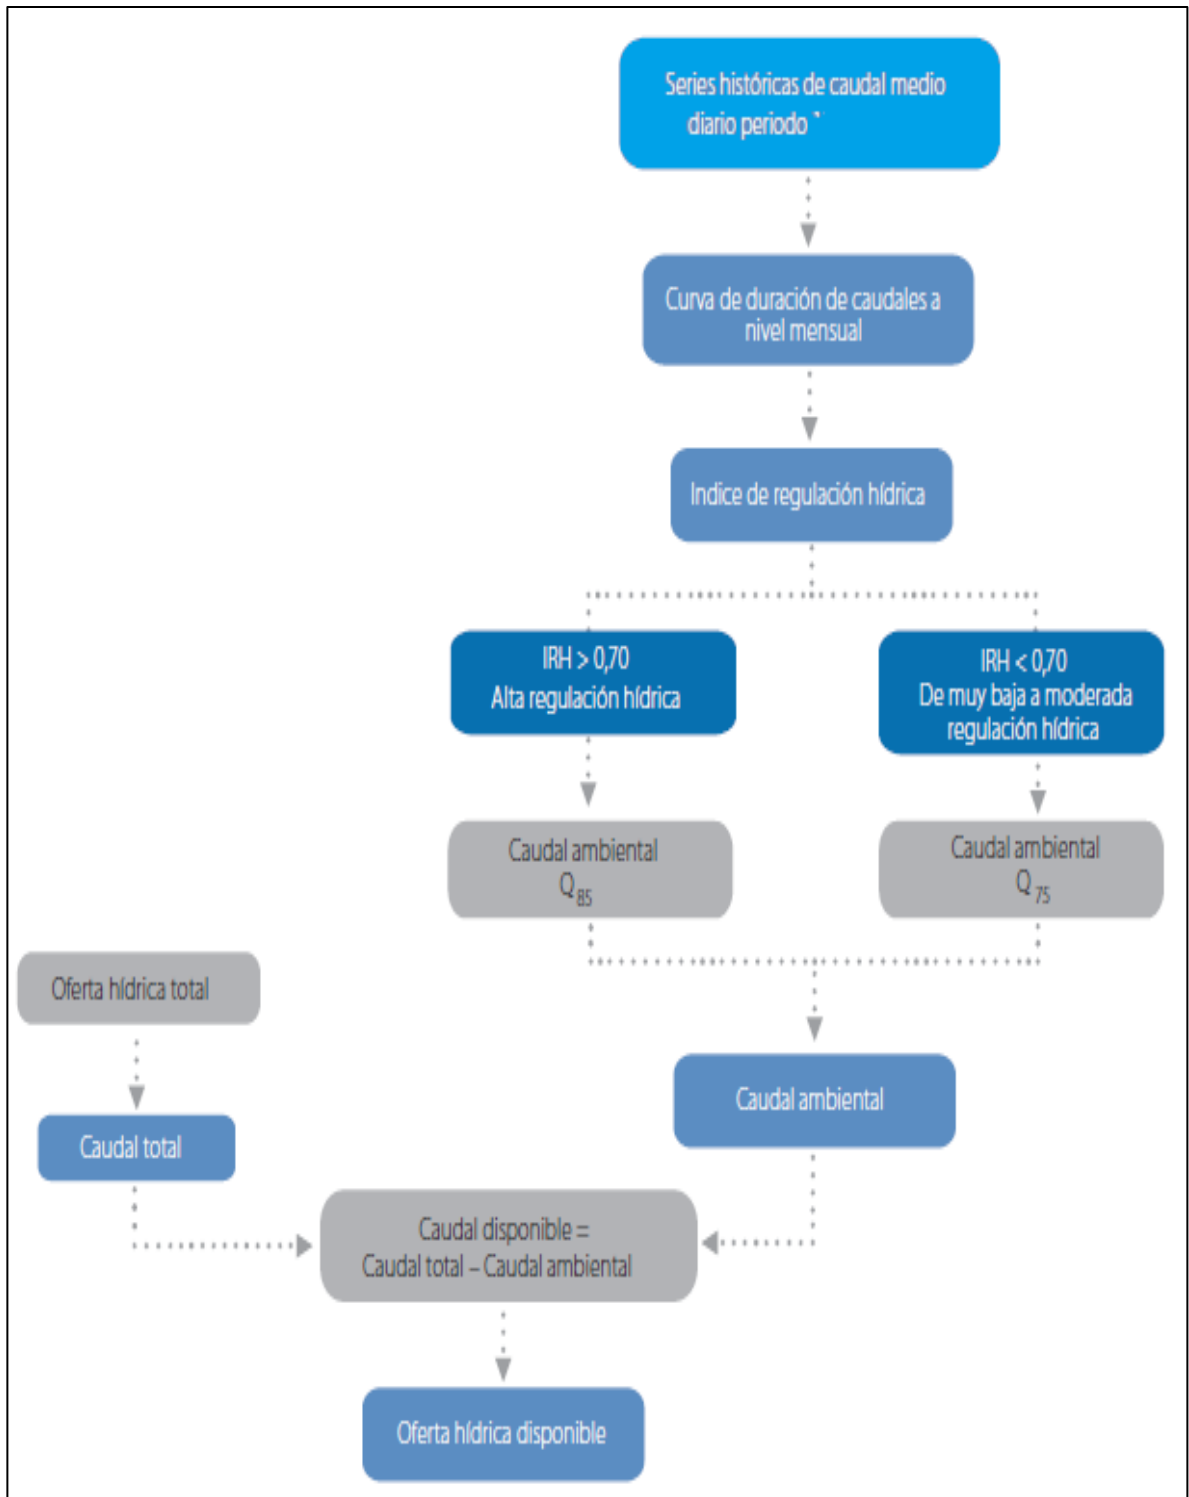 Series históricas de caudal medio
diario periodo
Curva de duración de caudales a
nivel mensual
Indice de regulación hídrica
IRH > 0,70
Alta regulación hídrica
IRH < 0,70
De muy baja a moderada
regulación hídrica
Caudal ambiental
Q 85
Caudal ambiental
Q 75
Oferta hídrica total
Caudal ambiental
Caudal total
Caudal disponible =
Caudal total – Caudal ambiental
Oferta hídrica disponible